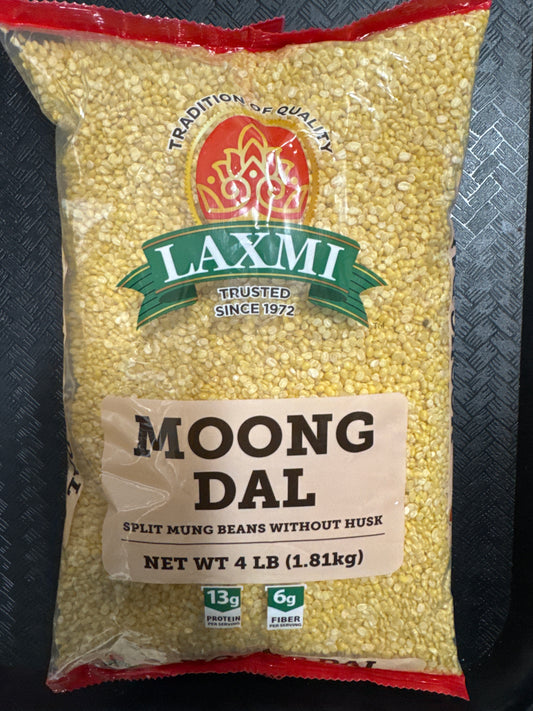 TRADITION OF QUALITY
LAXMI
TRUSTED
SINCE 1972
MOONG
DAL
SPLIT MUNG BEANS WITHOUT HUSK
NET WT 4 LB (1.81kg)
13g
PROTEIN
PER SERVING
6g
FIBER
PER SERVING